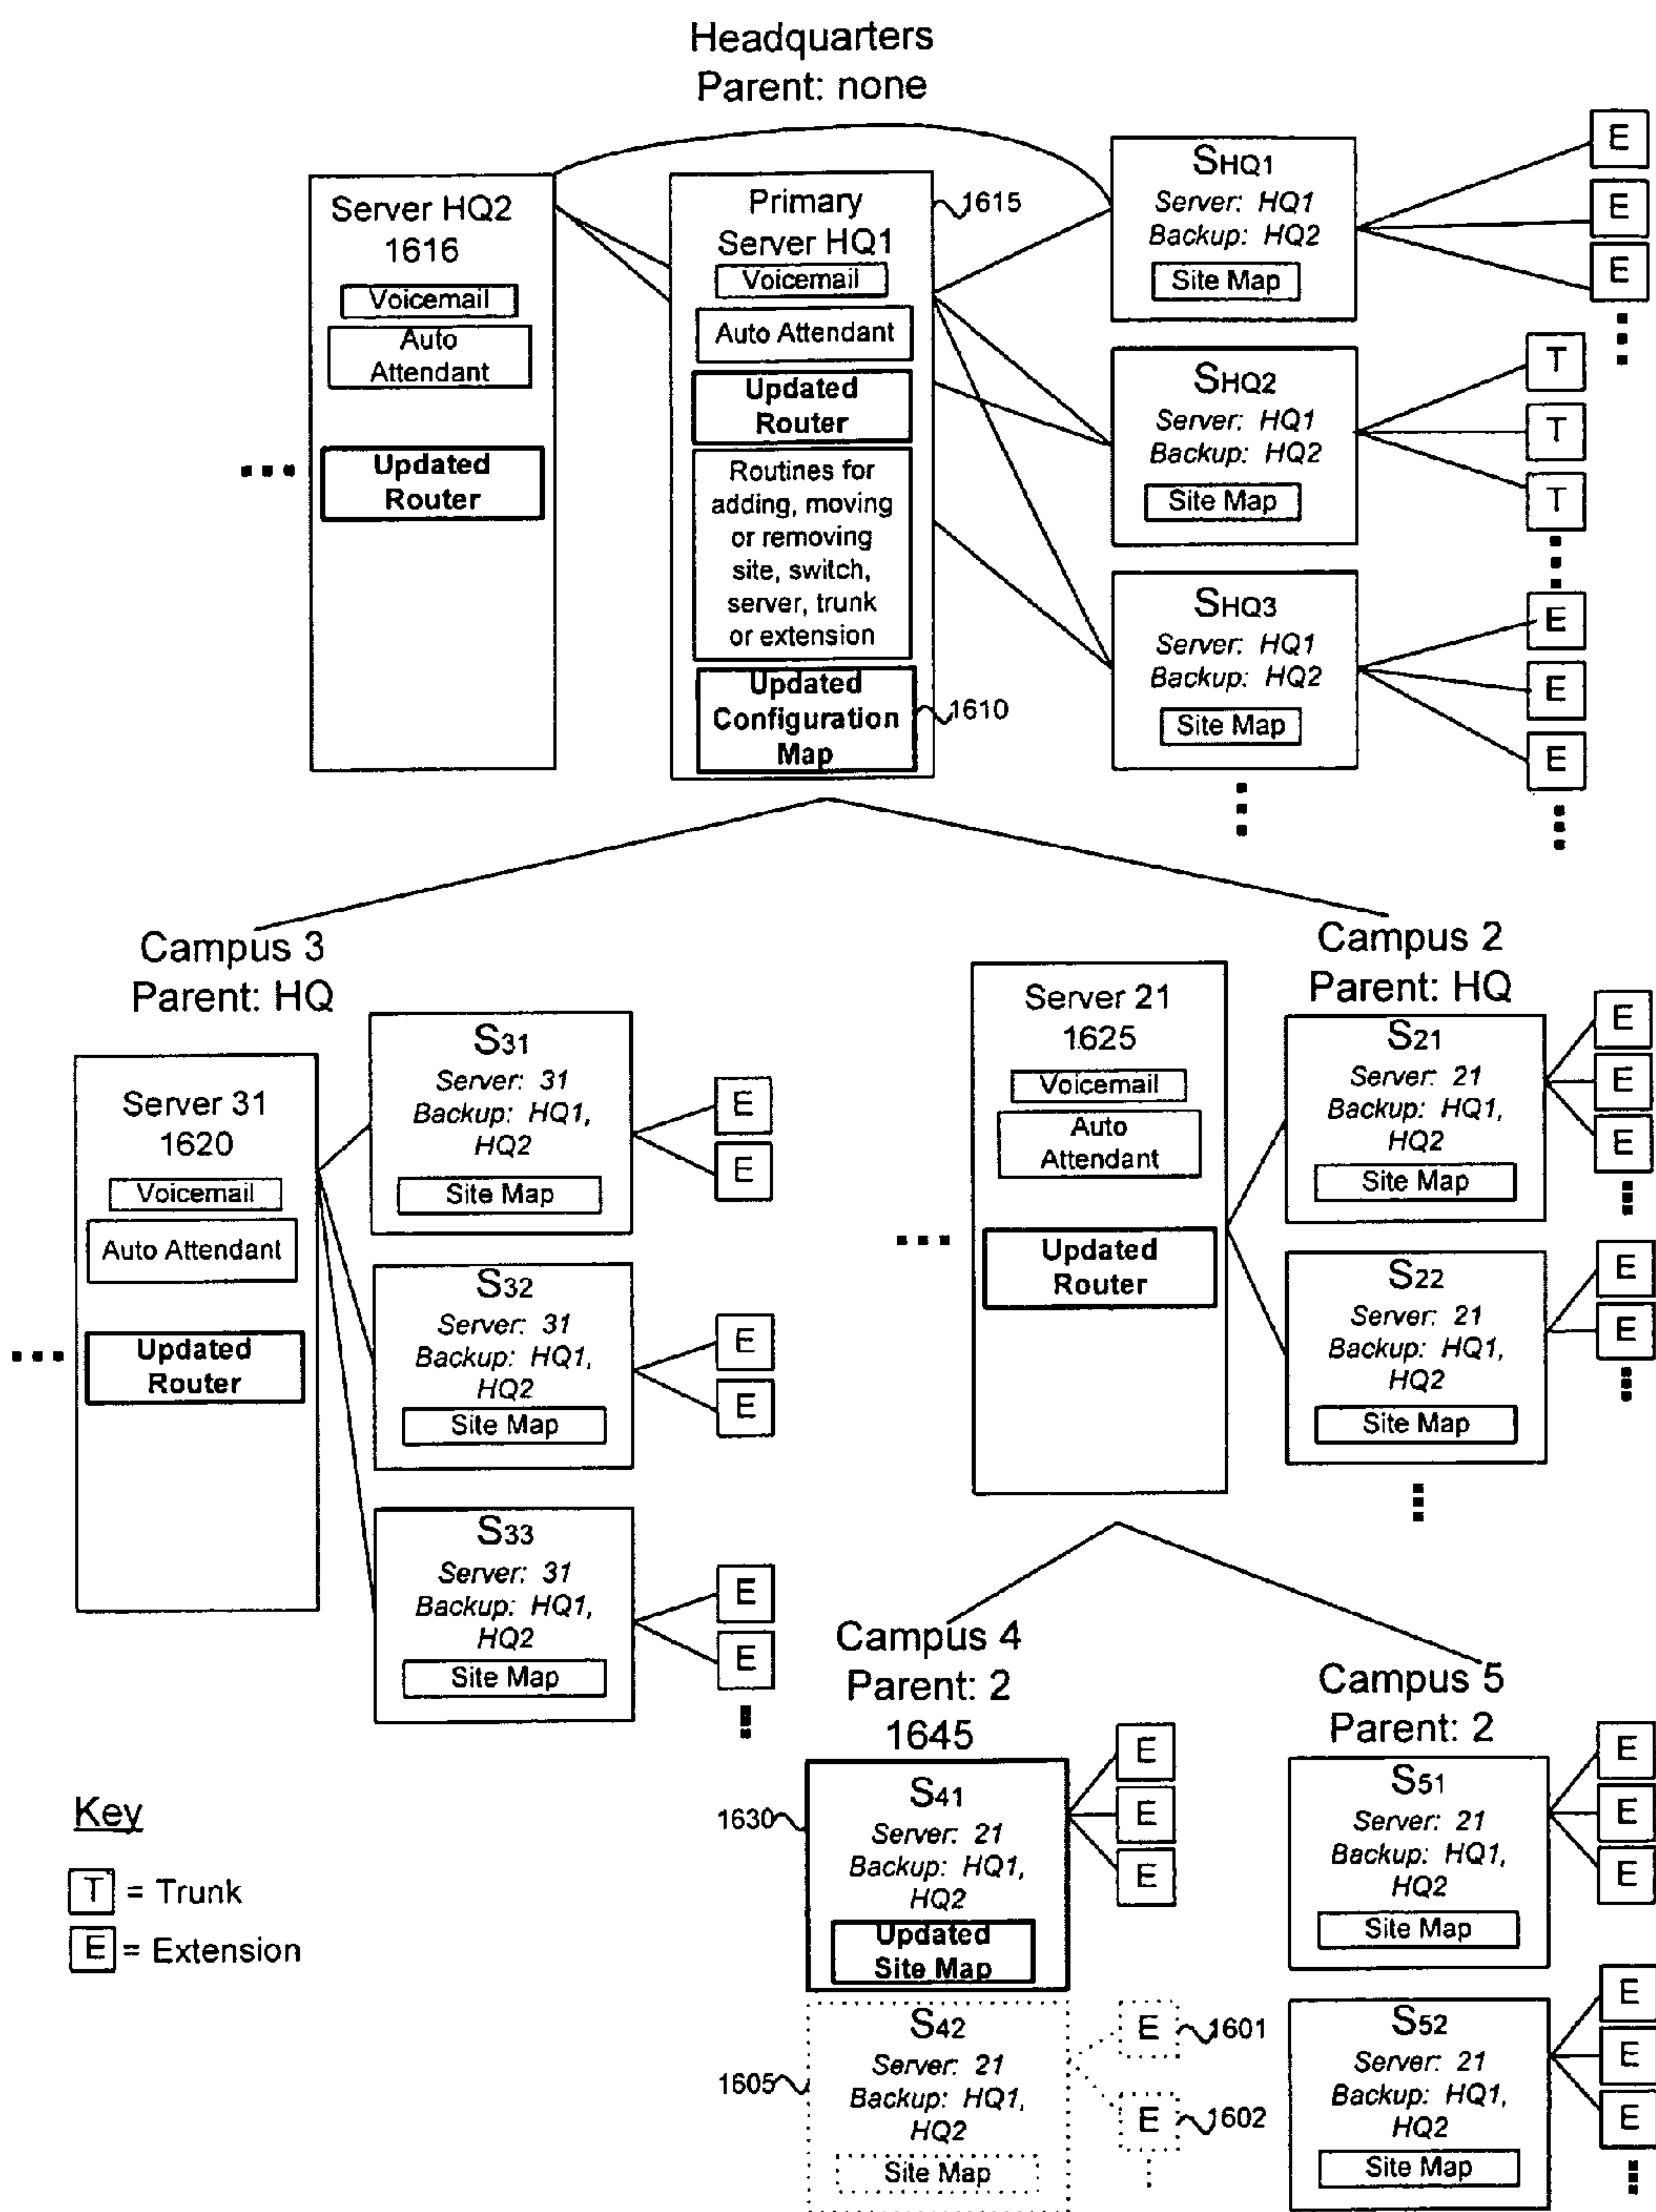 Headquarters
Parent: none
Server HQ2
1616
Voicemail
Auto
Attendant
Updated
Router
Primary
Server HQ1
Voicemail
Auto Attendant
Updated
Router
Routines for
adding, moving
or removing
site, switch,
server, trunk
or extension
Updated
Configuration
Map
1615
1610
SHQ1
Server: HQ1
Backup: HQ2
Site Map
E
E
E
SHQ2
Server: HQ1
Backup: HQ2
Site Map
T
T
T
SHQ3
Server: HQ1
Backup: HQ2
Site Map
E
E
E
Campus 3
Parent: HQ
Server 31
1620
Voicemail
Auto Attendant
Updated
Router
S31
Server: 31
Backup: HQ1,
HQ2
Site Map
E
E
S32
Server: 31
Backup: HQ1,
HQ2
Site Map
E
E
S33
Server: 31
Backup: HQ1,
HQ2
Site Map
E
E
Campus 2
Parent: HQ
Server 21
1625
Voicemail
Auto
Attendant
Updated
Router
S21
Server: 21
Backup: HQ1,
HQ2
Site Map
E
E
E
S22
Server: 21
Backup: HQ1,
HQ2
Site Map
E
E
Campus 4
Parent: 2
1645
1630
S41
Server: 21
Backup: HQ1,
HQ2
Updated
Site Map
E
E
E
1605
S42
Server: 21
Backup: HQ1,
HQ2
Site Map
E
1601
E
1602
Campus 5
Parent: 2
S51
Server: 21
Backup: HQ1,
HQ2
Site Map
E
E
E
S52
Server: 21
Backup: HQ1,
HQ2
Site Map
E
E
E
Key
T = Trunk
E = Extension